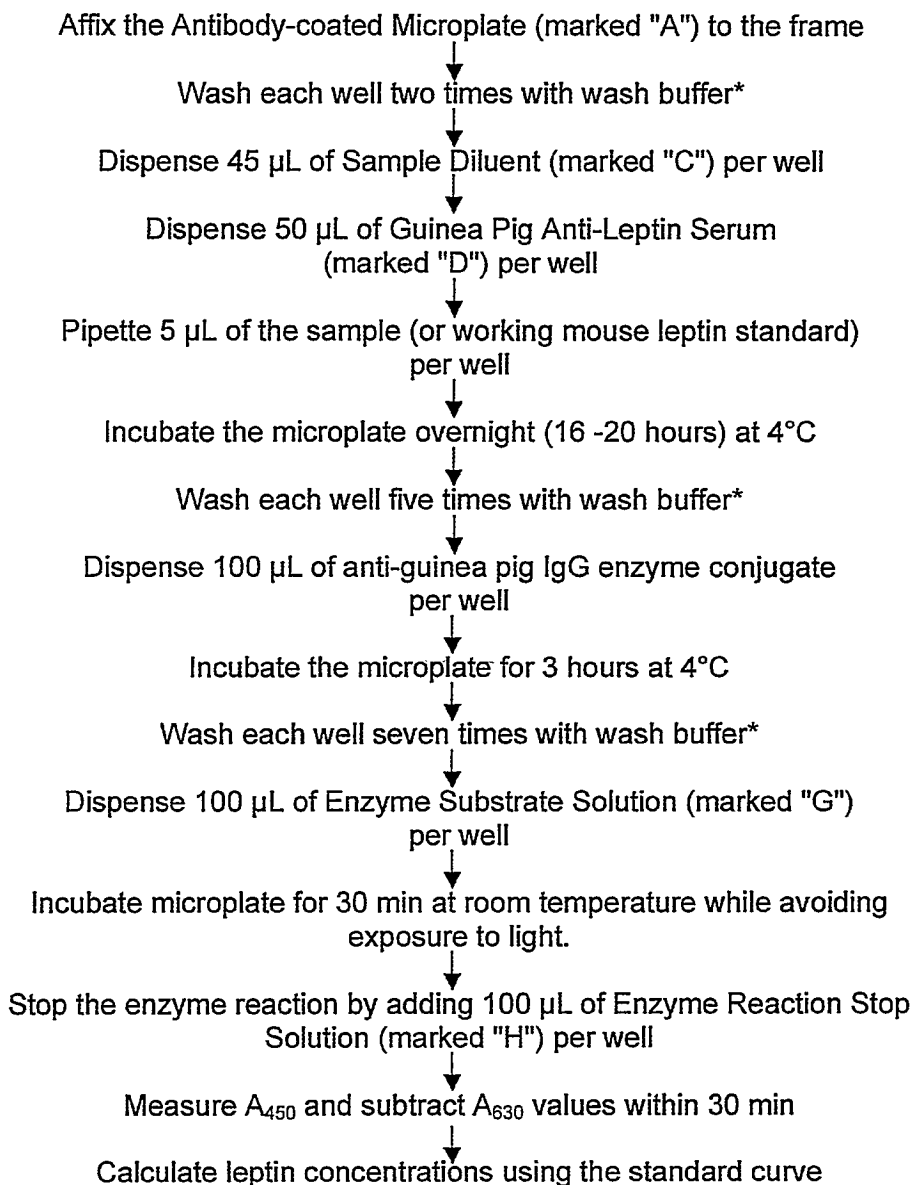 Affix the Antibody-coated Microplate (marked "A") to the frame
Wash each well two times with wash buffer*
Dispense 45 µL of Sample Diluent (marked "C") per well
Dispense 50 µL of Guinea Pig Anti-Leptin Serum
(marked "D") per well
Pipette 5 µL of the sample (or working mouse leptin standard)
per well
Incubate the microplate overnight (16 -20 hours) at 4°C
Wash each well five times with wash buffer*
Dispense 100 µL of anti-guinea pig IgG enzyme conjugate
per well
Incubate the microplate for 3 hours at 4°C
Wash each well seven times with wash buffer*
Dispense 100 µL of Enzyme Substrate Solution (marked "G")
per well
Incubate microplate for 30 min at room temperature while avoiding
exposure to light.
Stop the enzyme reaction by adding 100 µL of Enzyme Reaction Stop
Solution (marked "H") per well
Measure A450 and subtract A630 values within 30 min
Calculate leptin concentrations using the standard curve